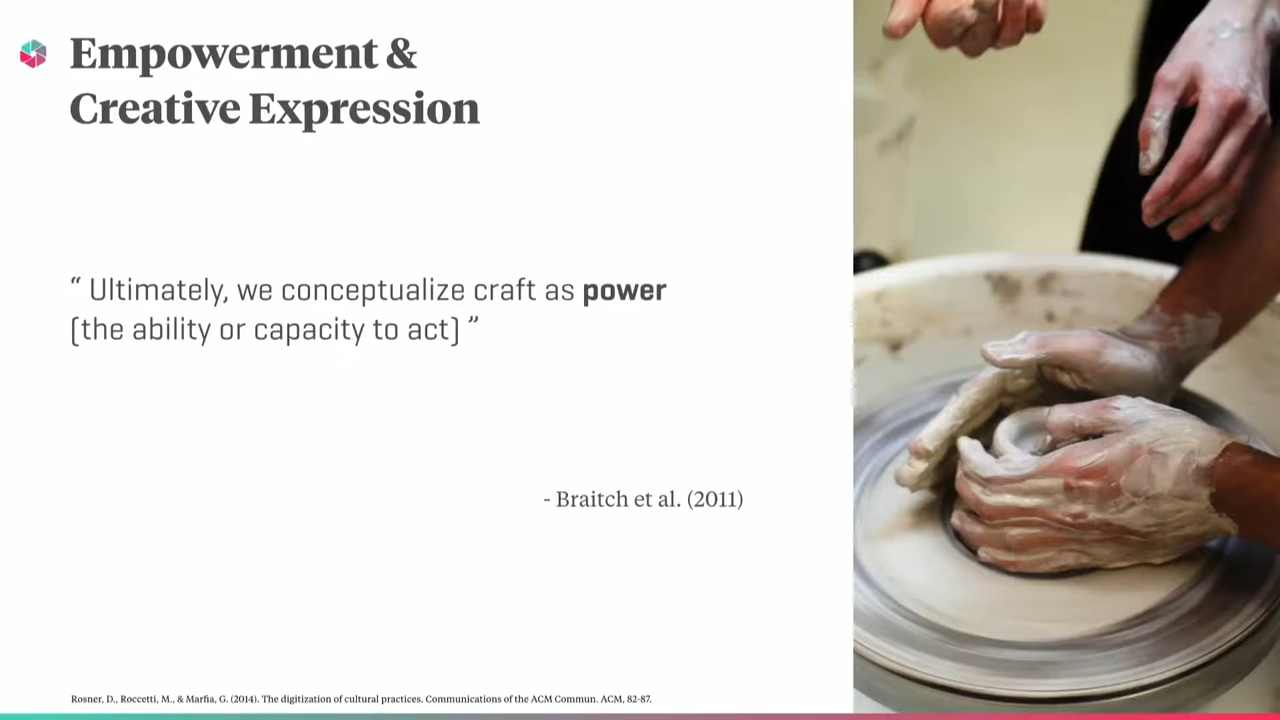 Empowerment &
Creative Expression
“ Ultimately, we conceptualize craft as power
(the ability or capacity to act) ”
- Braitch et al. (2011)
Rosner, D., Roccetti, M., & Marfia, G. (2014). The digitization of cultural practices. Communications of the ACM Commun. ACM, 82-87.